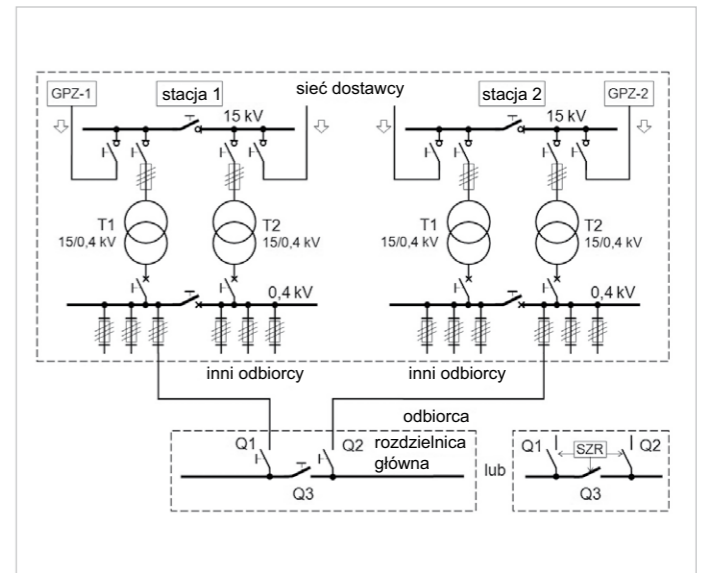 GPZ-1 stacja 1 sieć dostawcy stacja 2 GPZ-2
15 kV 15 kV
T1 T2 T1 T2
15/0,4 kV 15/0,4 kV 15/0,4 kV 15/0,4 kV
0,4 kV 0,4 kV
inni odbiorcy inni odbiorcy
odbiorca
Q1 Q2 rozdzielnica główna lub Q1 SZR Q2
Q3 Q3